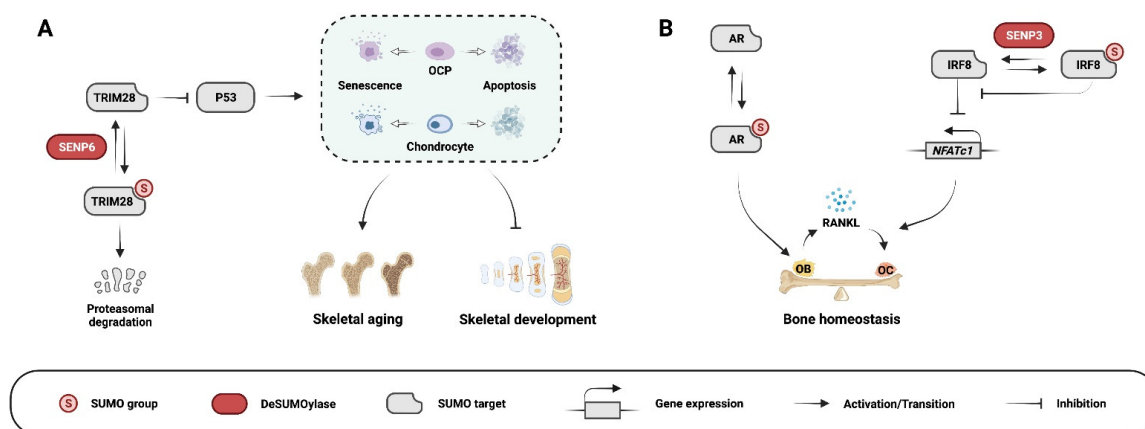 A
B
TRIM28
P53
SENP6
TRIM28
S
Proteasomal
degradation
Senescence
OCP
Apoptosis
Chondrocyte
Skeletal aging
Skeletal development
AR
AR
S
SENP3
IRF8
IRF8
S
NFATc1
RANKL
OB
OC
Bone homeostasis
S
SUMO group
DeSUMOylase
SUMO target
Gene expression
Activation/Transition
Inhibition